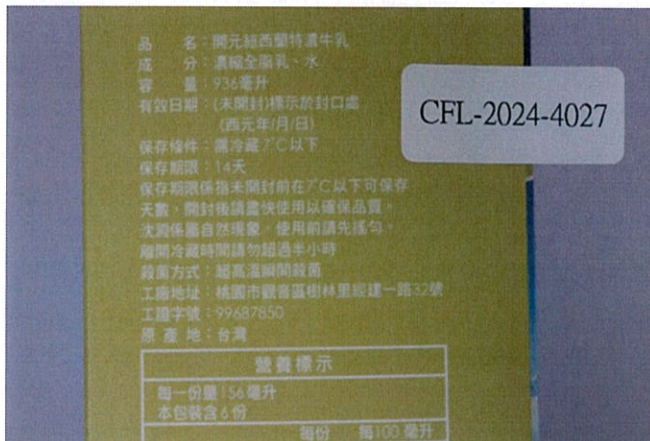 品　　名：開元紐西蘭特濃牛乳
成　　分：濃縮全脂乳、水
容　　量：936毫升
有效日期：(未開封)標示於封口處
(西元年/月/日)
CFL-2024-4027
保存條件：需冷藏7°C以下
保存期限：14天
保存期限係指未開封前在7°C以下可保存
天數，開封後請盡快使用以確保品質。
沈澱係屬自然現象，使用前請先搖勻。
離開冷藏時間請勿超過半小時
殺菌方式：超高溫瞬間殺菌
工廠地址：桃園市觀音區樹林里經建一路32號
工證字號：99687850
原 產 地：台灣
營養標示
每一份量156毫升
本包裝含6份
每份　每100毫升